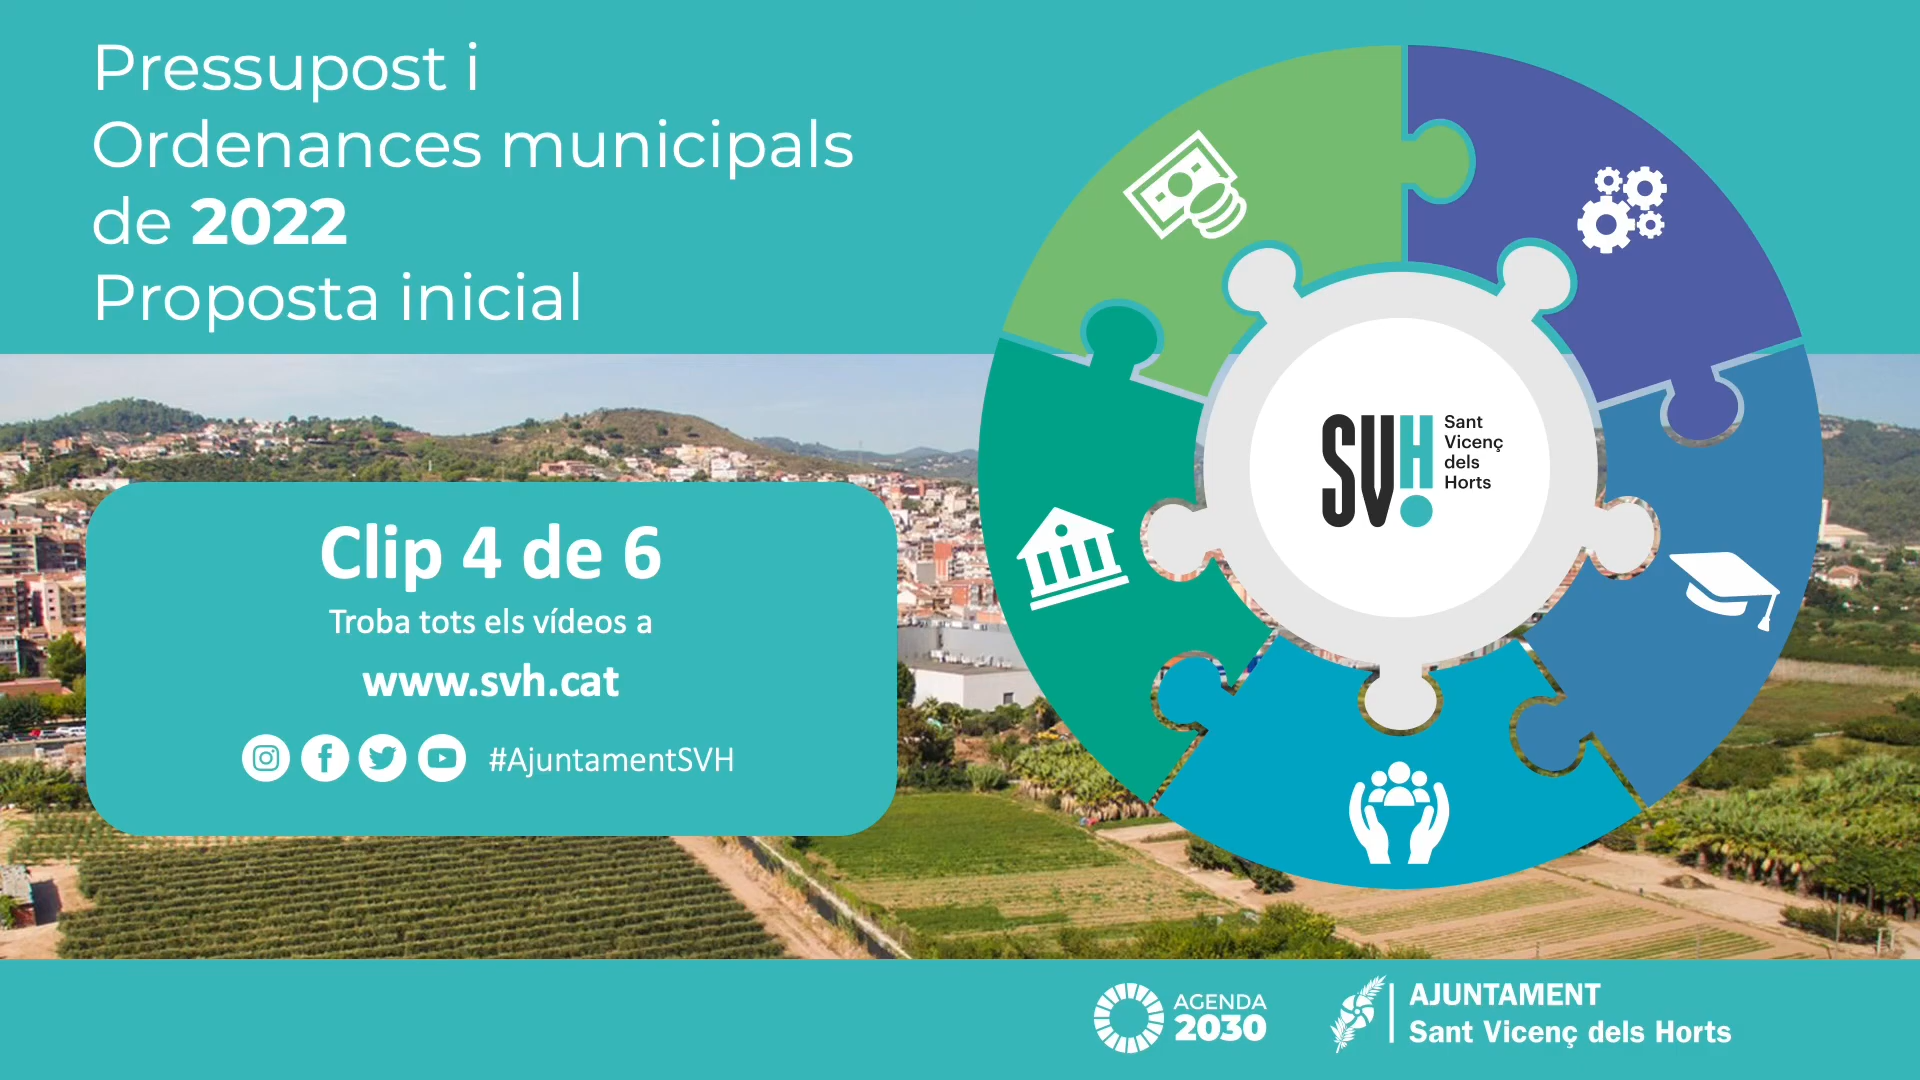 Pressupost i
Ordenances municipals
de 2022
Proposta inicial
Clip 4 de 6
Troba tots els vídeos a
www.svh.cat
#AjuntamentSVH
SVH
Sant
Vicenç
dels
Horts
AGENDA
2030
AJUNTAMENT
Sant Vicenç dels Horts